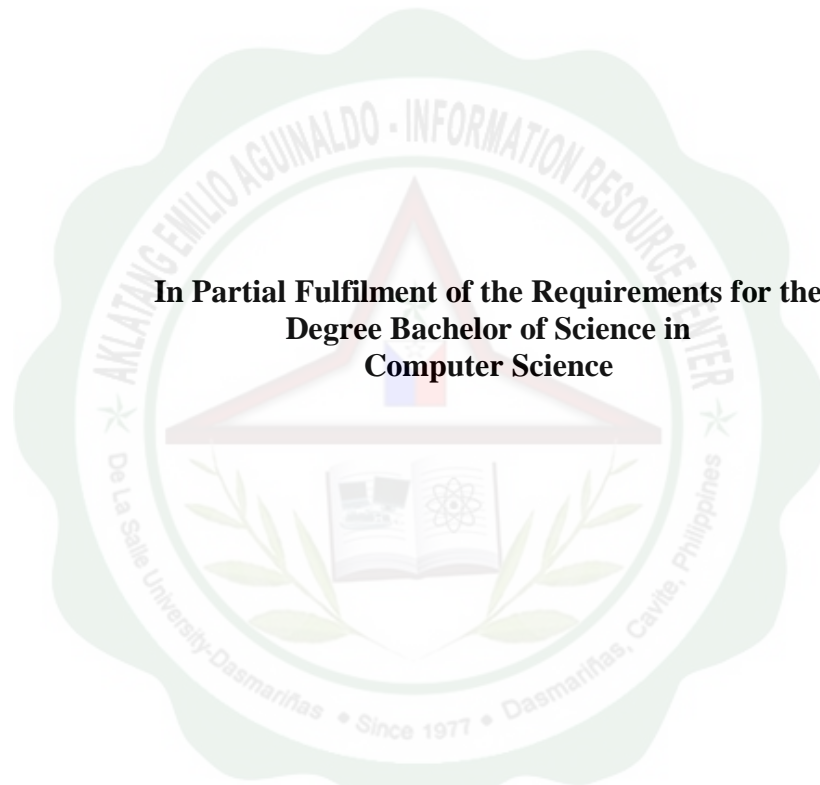 AKLATANG EMILIO AGUINALDO - INFORMATION RESOURCE CENTER
In Partial Fulfilment of the Requirements for the
Degree Bachelor of Science in
Computer Science
De La Salle University-Dasmariñas • Since 1977 • Dasmariñas, Cavite, Philippines